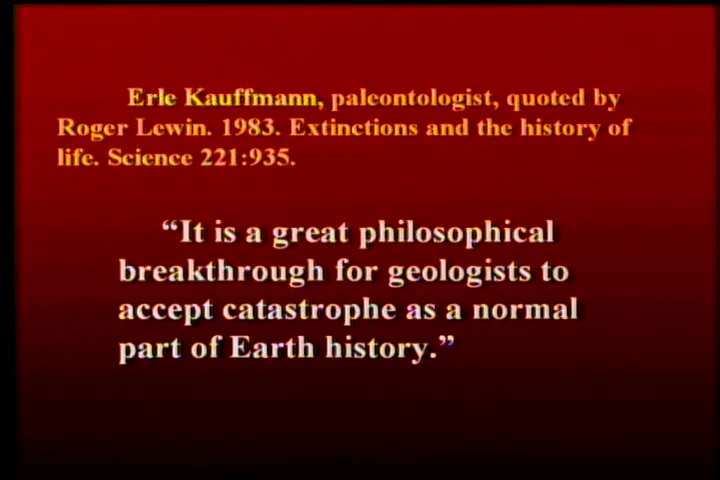 Erle Kauffmann, paleontologist, quoted by
Roger Lewin. 1983. Extinctions and the history of
life. Science 221:935.
“It is a great philosophical
breakthrough for geologists to
accept catastrophe as a normal
part of Earth history.”